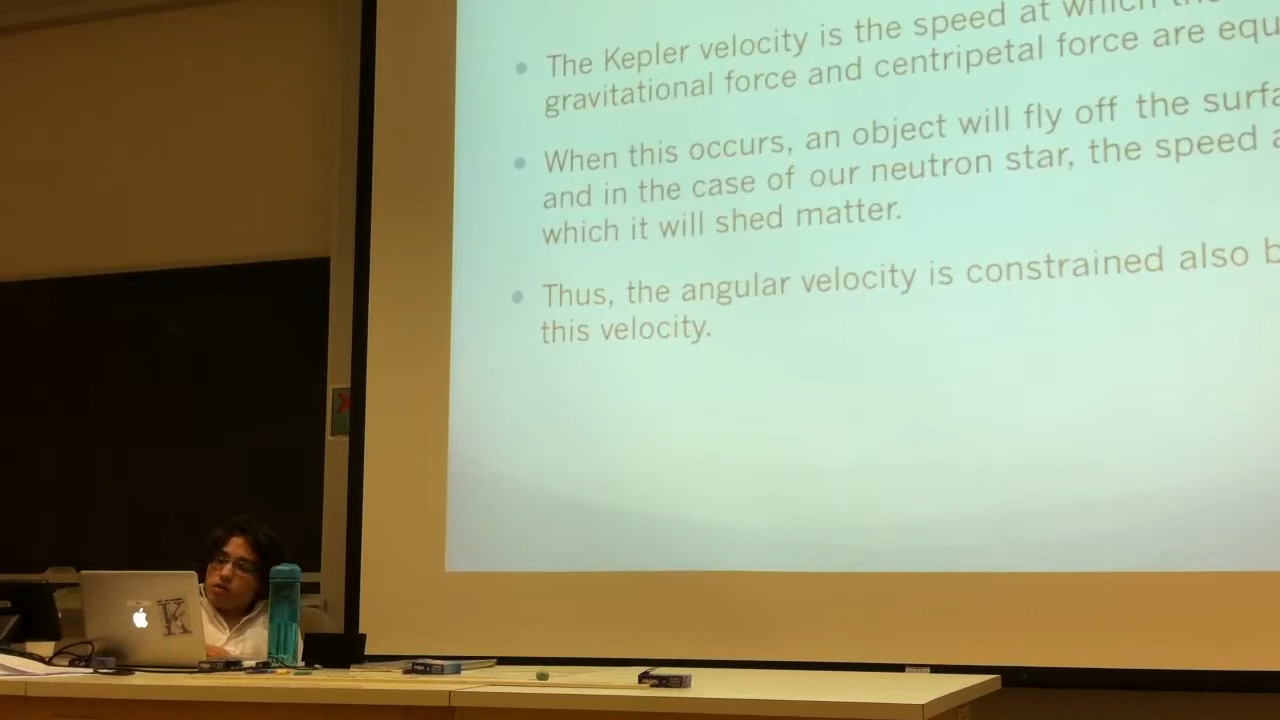 The Kepler velocity is the speed at which
gravitational force and centripetal force are
When this occurs, an object will fly off the
and in the case of our neutron star, the speed
which it will shed matter.
Thus, the angular velocity is constrained also
this velocity.
K